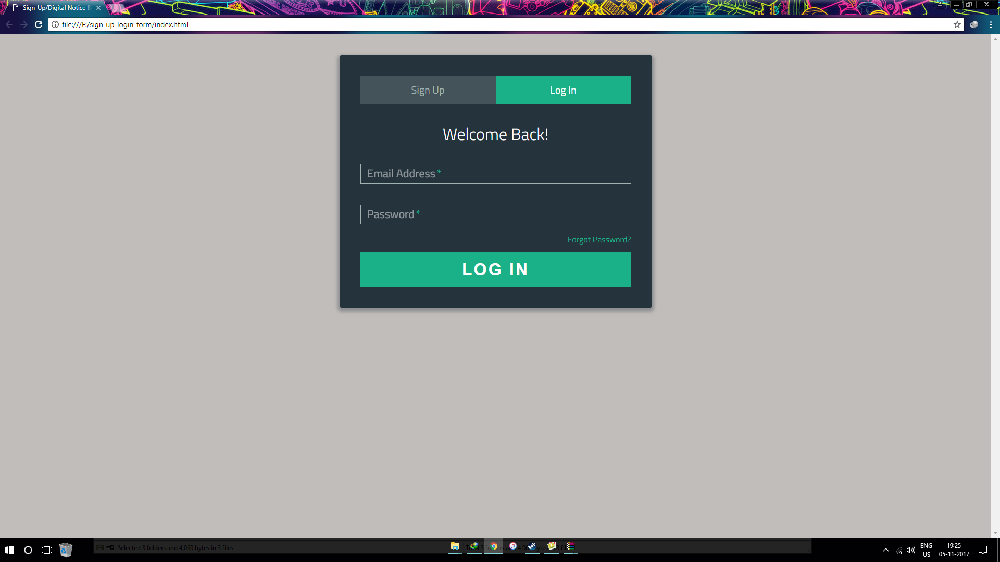 Sign-Up/Digital Notice B
file:///F:/sign-up-login-form/index.html
Sign Up
Log In
Welcome Back!
Email Address*
Password*
Forgot Password?
LOG IN
Selected 3 folders and 4,060 bytes in 3 files
ENG
US
19:25
05-11-2017